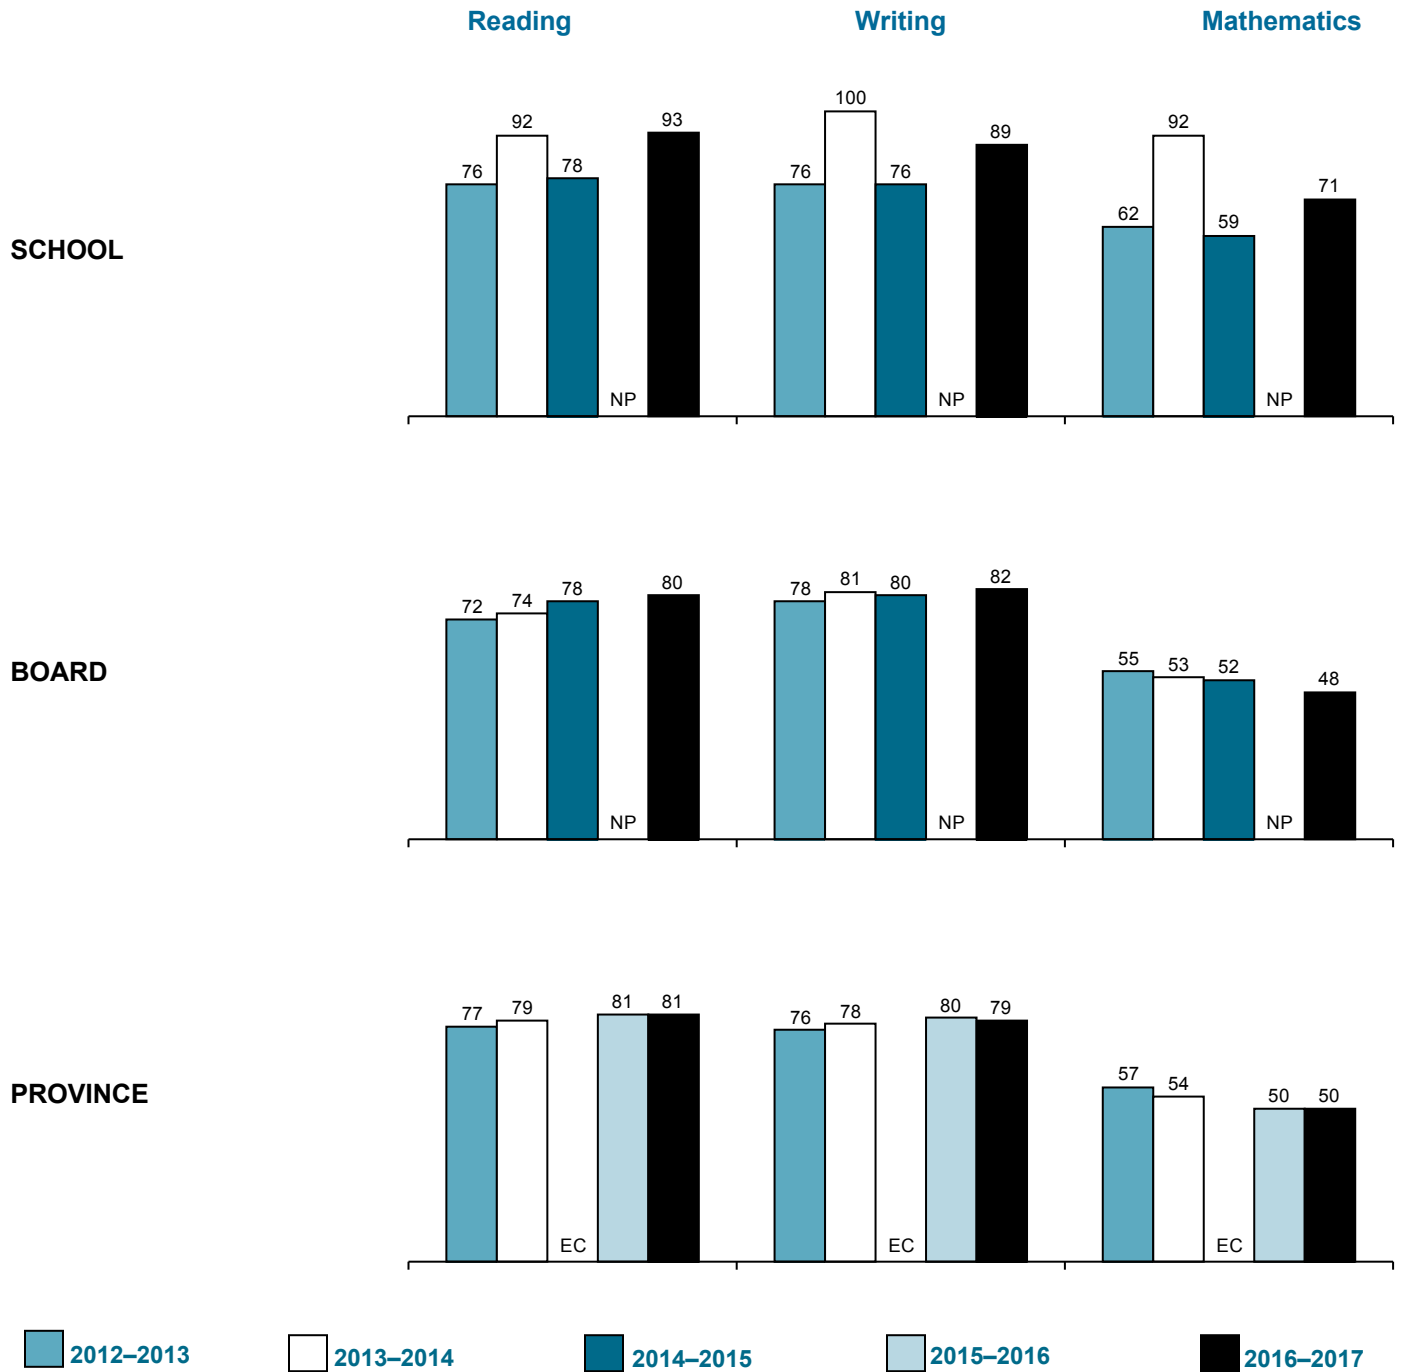 Reading Writing Mathematics
SCHOOL
76 92 78 NP 93 76 100 76 NP 89 62 92 59 NP 71
BOARD
72 74 78 NP 80 78 81 80 NP 82 55 53 52 NP 48
PROVINCE
77 79 EC 81 81 76 78 EC 80 79 57 54 EC 50 50
2012–2013 2013–2014 2014–2015 2015–2016 2016–2017